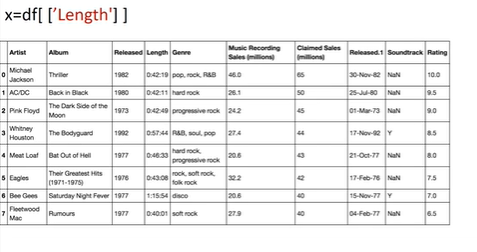 x=df[ ['Length'] ]
Artist Album Released Length Genre Music Recording Sales (millions) Claimed Sales (millions) Released.1 Soundtrack Rating
0 Michael Jackson Thriller 1982 0:42:19 pop, rock, R&B 46.0 65 30-Nov-82 NaN 10.0
1 AC/DC Back in Black 1980 0:42:11 hard rock 26.1 50 25-Jul-80 NaN 9.5
2 Pink Floyd The Dark Side of the Moon 1973 0:42:49 progressive rock 24.2 45 01-Mar-73 NaN 9.0
3 Whitney Houston The Bodyguard 1992 0:57:44 R&B, soul, pop 27.4 44 17-Nov-92 Y 8.5
4 Meat Loaf Bat Out of Hell 1977 0:46:33 hard rock, progressive rock 20.6 43 21-Oct-77 NaN 8.0
5 Eagles Their Greatest Hits (1971-1975) 1976 0:43:08 rock, soft rock, folk rock 32.2 42 17-Feb-76 NaN 7.5
6 Bee Gees Saturday Night Fever 1977 1:15:54 disco 20.6 40 15-Nov-77 Y 7.0
7 Fleetwood Mac Rumours 1977 0:40:01 soft rock 27.9 40 04-Feb-77 NaN 6.5